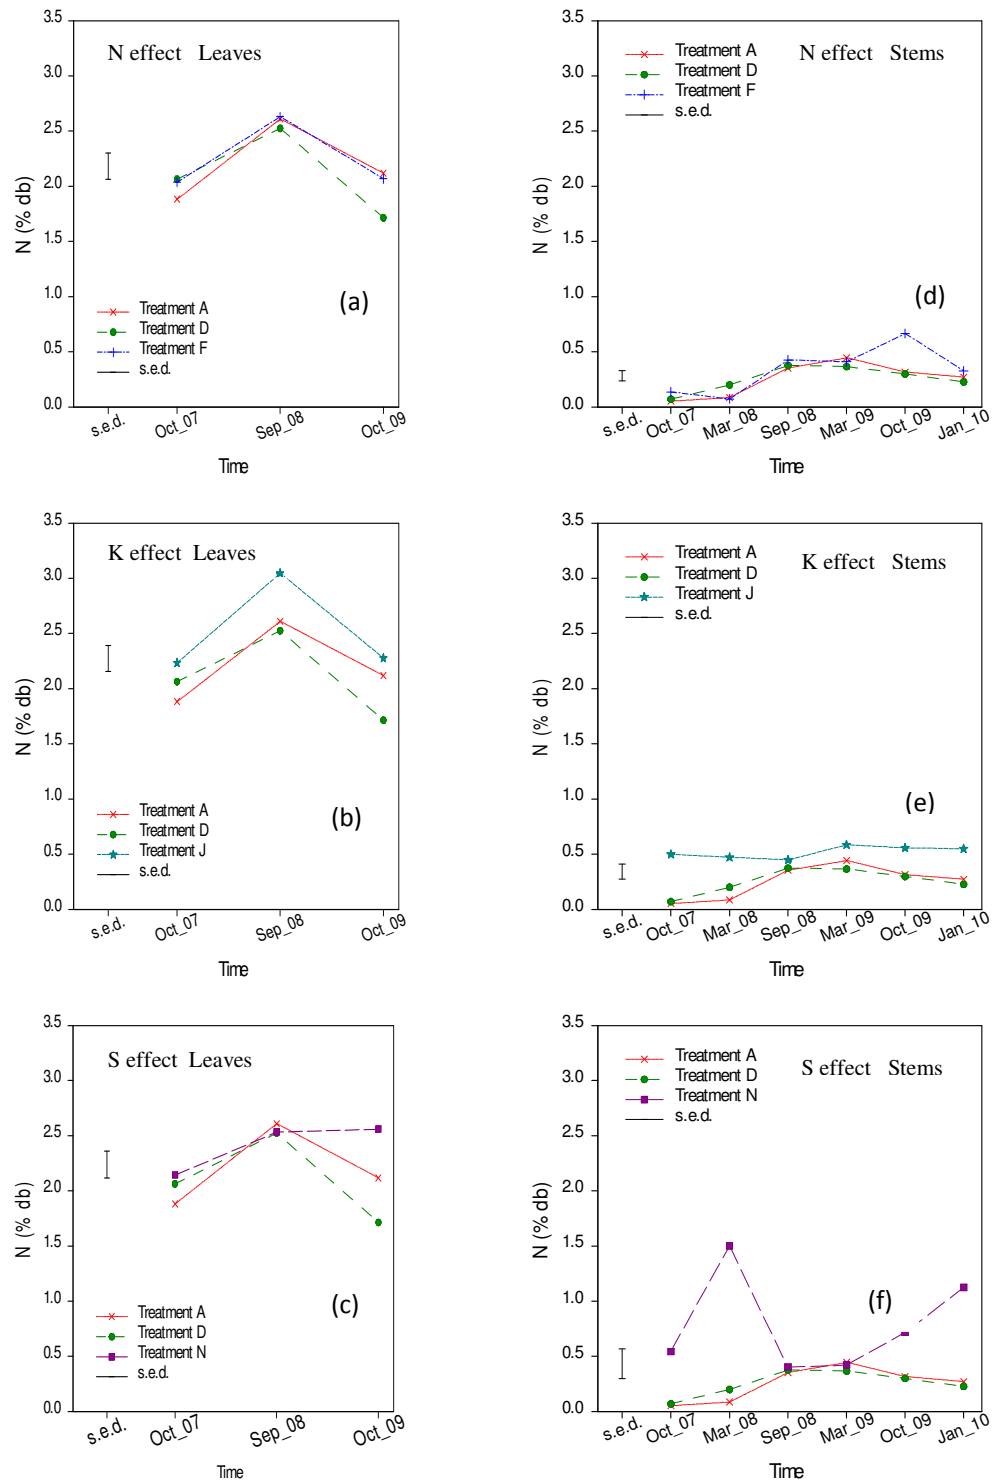 N effect Leaves
3.5
3.0
2.5
2.0
1.5
1.0
0.5
0.0
N (% db)
Treatment A
Treatment D
Treatment F
s.e.d.
(a)
s.e.d.
Oct_07
Sep_08
Oct_09
Time
N effect Stems
3.5
3.0
2.5
2.0
1.5
1.0
0.5
0.0
N (% db)
Treatment A
Treatment D
Treatment F
s.e.d.
(d)
s.e.d.
Oct_07
Mar_08
Sep_08
Mar_09
Oct_09
Jan_10
Time
K effect Leaves
3.5
3.0
2.5
2.0
1.5
1.0
0.5
0.0
N (% db)
Treatment A
Treatment D
Treatment J
s.e.d.
(b)
s.e.d.
Oct_07
Sep_08
Oct_09
Time
K effect Stems
3.5
3.0
2.5
2.0
1.5
1.0
0.5
0.0
N (% db)
Treatment A
Treatment D
Treatment J
s.e.d.
(e)
s.e.d.
Oct_07
Mar_08
Sep_08
Mar_09
Oct_09
Jan_10
Time
S effect Leaves
3.5
3.0
2.5
2.0
1.5
1.0
0.5
0.0
N (% db)
Treatment A
Treatment D
Treatment N
s.e.d.
(c)
s.e.d.
Oct_07
Sep_08
Oct_09
Time
S effect Stems
3.5
3.0
2.5
2.0
1.5
1.0
0.5
0.0
N (% db)
Treatment A
Treatment D
Treatment N
s.e.d.
(f)
s.e.d.
Oct_07
Mar_08
Sep_08
Mar_09
Oct_09
Jan_10
Time